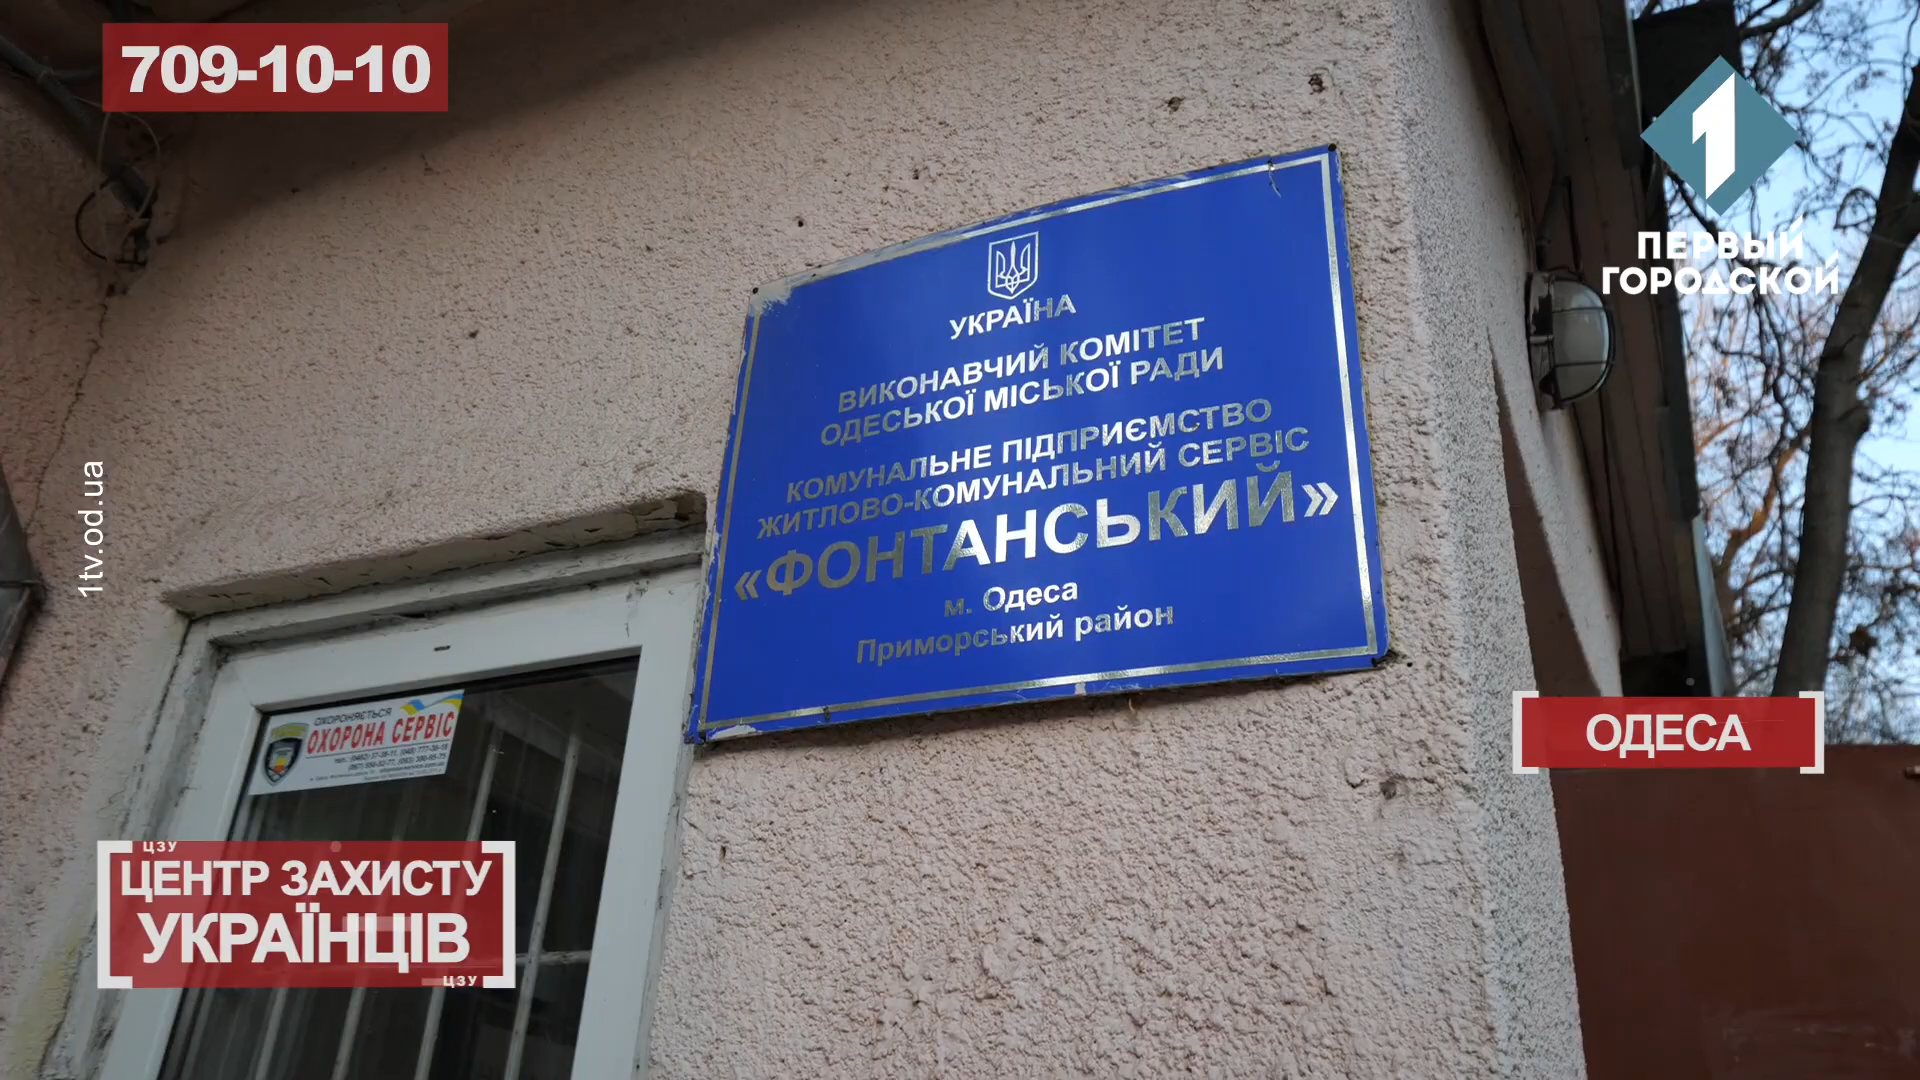 709-10-10
1
ПЕРВЫЙ
ГОРОДСКОЙ
УКРАЇНА
ВИКОНАВЧИЙ КОМІТЕТ
ОДЕСЬКОЇ МІСЬКОЇ РАДИ
КОМУНАЛЬНЕ ПІДПРИЄМСТВО
ЖИТЛОВО-КОМУНАЛЬНИЙ СЕРВІС
«ФОНТАНСЬКИЙ»
м. Одеса
Приморський район
1tv.od.ua
ОХОРОНЯЄТЬСЯ
ОХОРОНА СЕРВІС
ОДЕСА
ЦЗУ
ЦЕНТР ЗАХИСТУ
УКРАЇНЦІВ
ЦЗУ